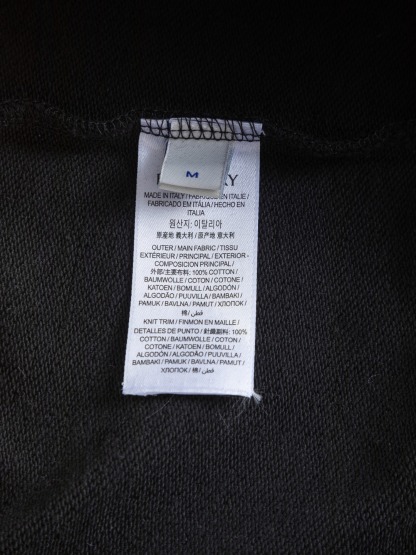 M
MADE IN ITALY / FABRIQUÉ EN ITALIE /
FABRICADO EM ITÁLIA / HECHO EN
ITALIA
원산지: 이탈리아
原産地 義大利 / 原产地 意大利
OUTER / MAIN FABRIC / TISSU
EXTÉRIEUR / PRINCIPAL / EXTERIOR -
COMPOSICIÓN PRINCIPAL /
外部/主要布料: 100% COTTON /
BAUMWOLLE / COTON / COTONE /
KATOEN / BOMULL / ALGODÓN /
ALGODÃO / PUUVILLA / BAMBAKI /
PAMUK / BAVLNA / PAMUT / ХЛОПОК /
棉 / قطن
KNIT TRIM / FINMON EN MAILLE /
DETALLES DE PUNTO / 針織副料: 100%
COTTON / BAUMWOLLE / COTON /
COTONE / KATOEN / BOMULL /
ALGODÓN / ALGODÃO / PUUVILLA /
BAMBAKI / PAMUK / BAVLNA / PAMUT /
ХЛОПОК / 棉 / قطن